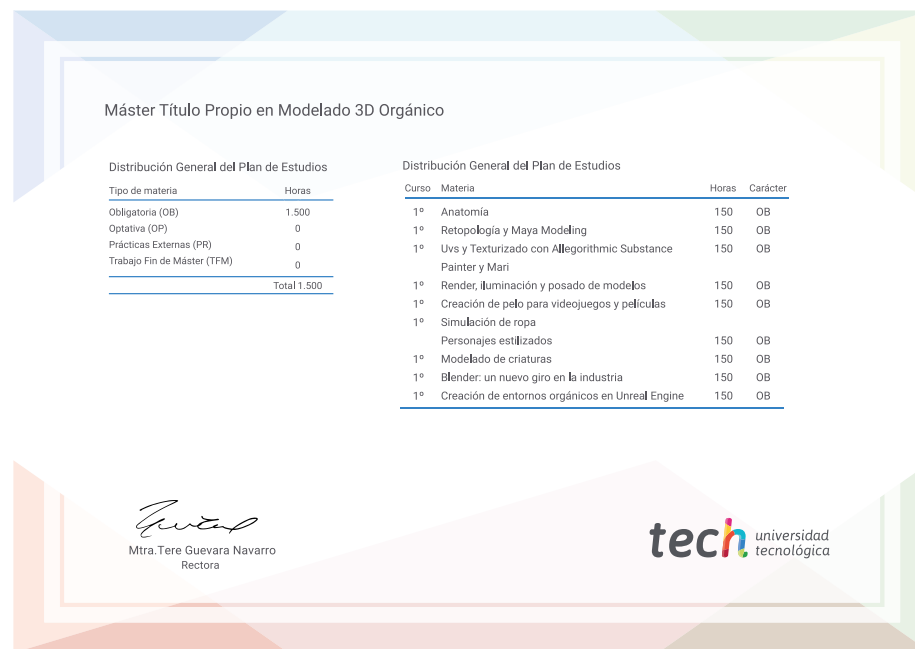 Máster Título Propio en Modelado 3D Orgánico
Distribución General del Plan de Estudios
Tipo de materia Horas
Obligatoria (OB) 1.500
Optativa (OP) 0
Prácticas Externas (PR) 0
Trabajo Fin de Máster (TFM) 0
Total 1.500
Distribución General del Plan de Estudios
Curso Materia Horas Carácter
1º Anatomía 150 OB
1º Retopología y Maya Modeling 150 OB
1º Uvs y Texturizado con Allegorithmic Substance 150 OB
Painter y Mari
1º Render, iluminación y posado de modelos 150 OB
1º Creación de pelo para videojuegos y películas 150 OB
1º Simulación de ropa
Personajes estilizados 150 OB
1º Modelado de criaturas 150 OB
1º Blender: un nuevo giro en la industria 150 OB
1º Creación de entornos orgánicos en Unreal Engine 150 OB
Mtra.Tere Guevara Navarro
Rectora
tech universidad
tecnológica